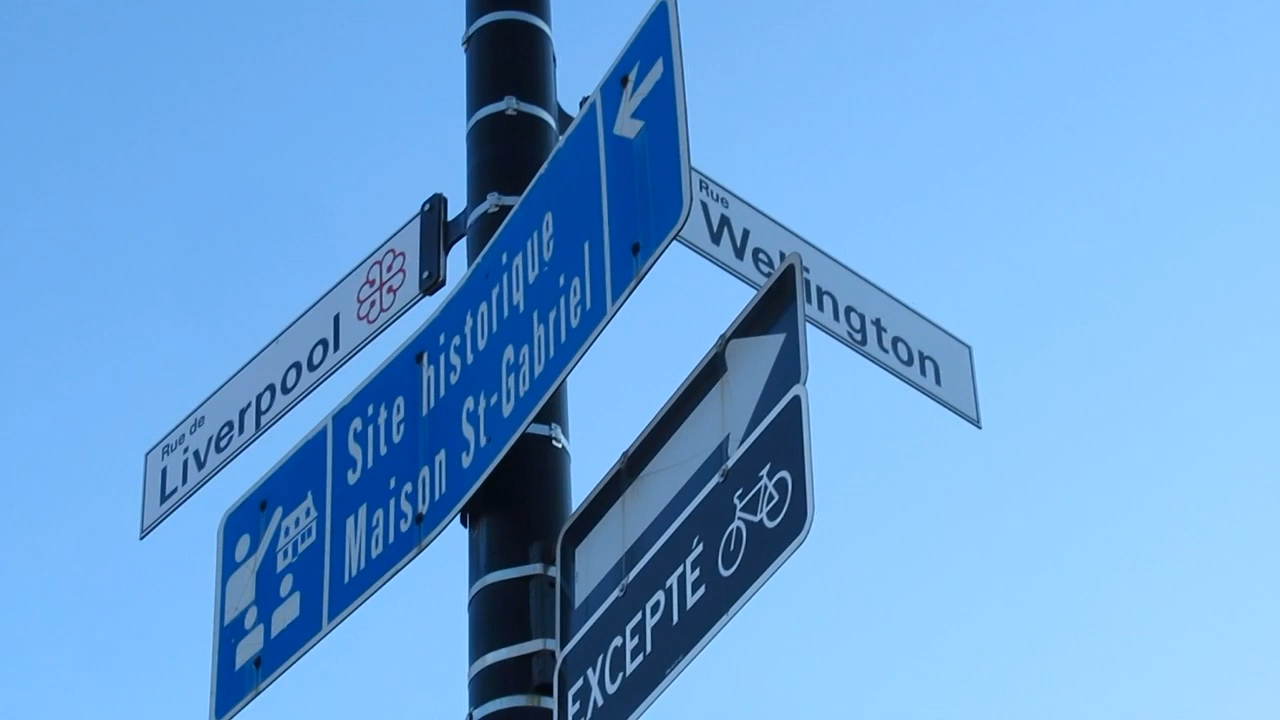 Rue de
Liverpool
Site historique
Maison St-Gabriel
Rue
Wellington
EXCEPTÉ